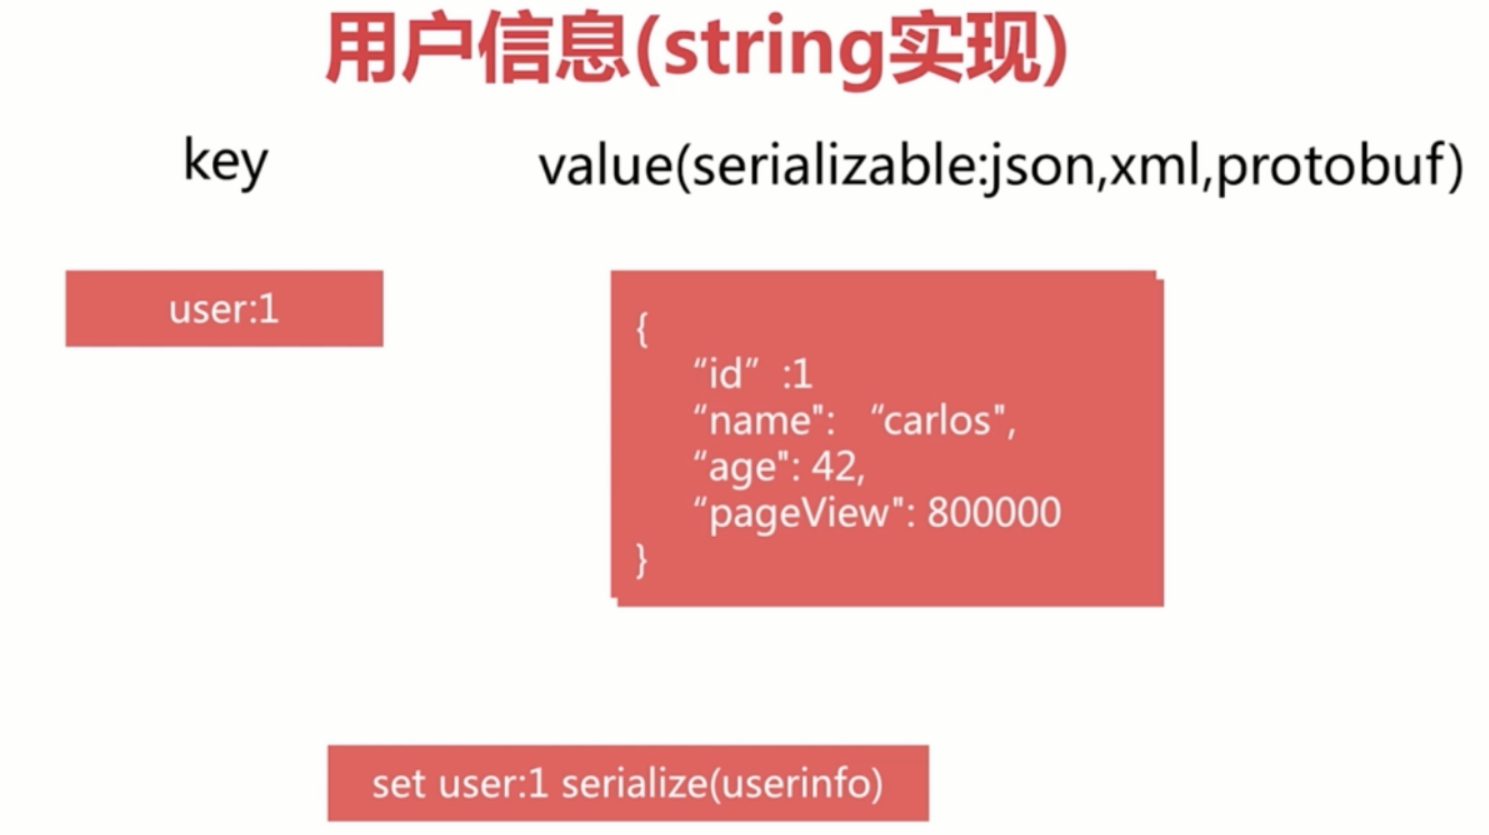 用户信息(string实现)
key
value(serializable:json,xml,protobuf)
user:1
{
“id” :1
“name": “carlos",
“age": 42,
“pageView": 800000
}
set user:1 serialize(userinfo)